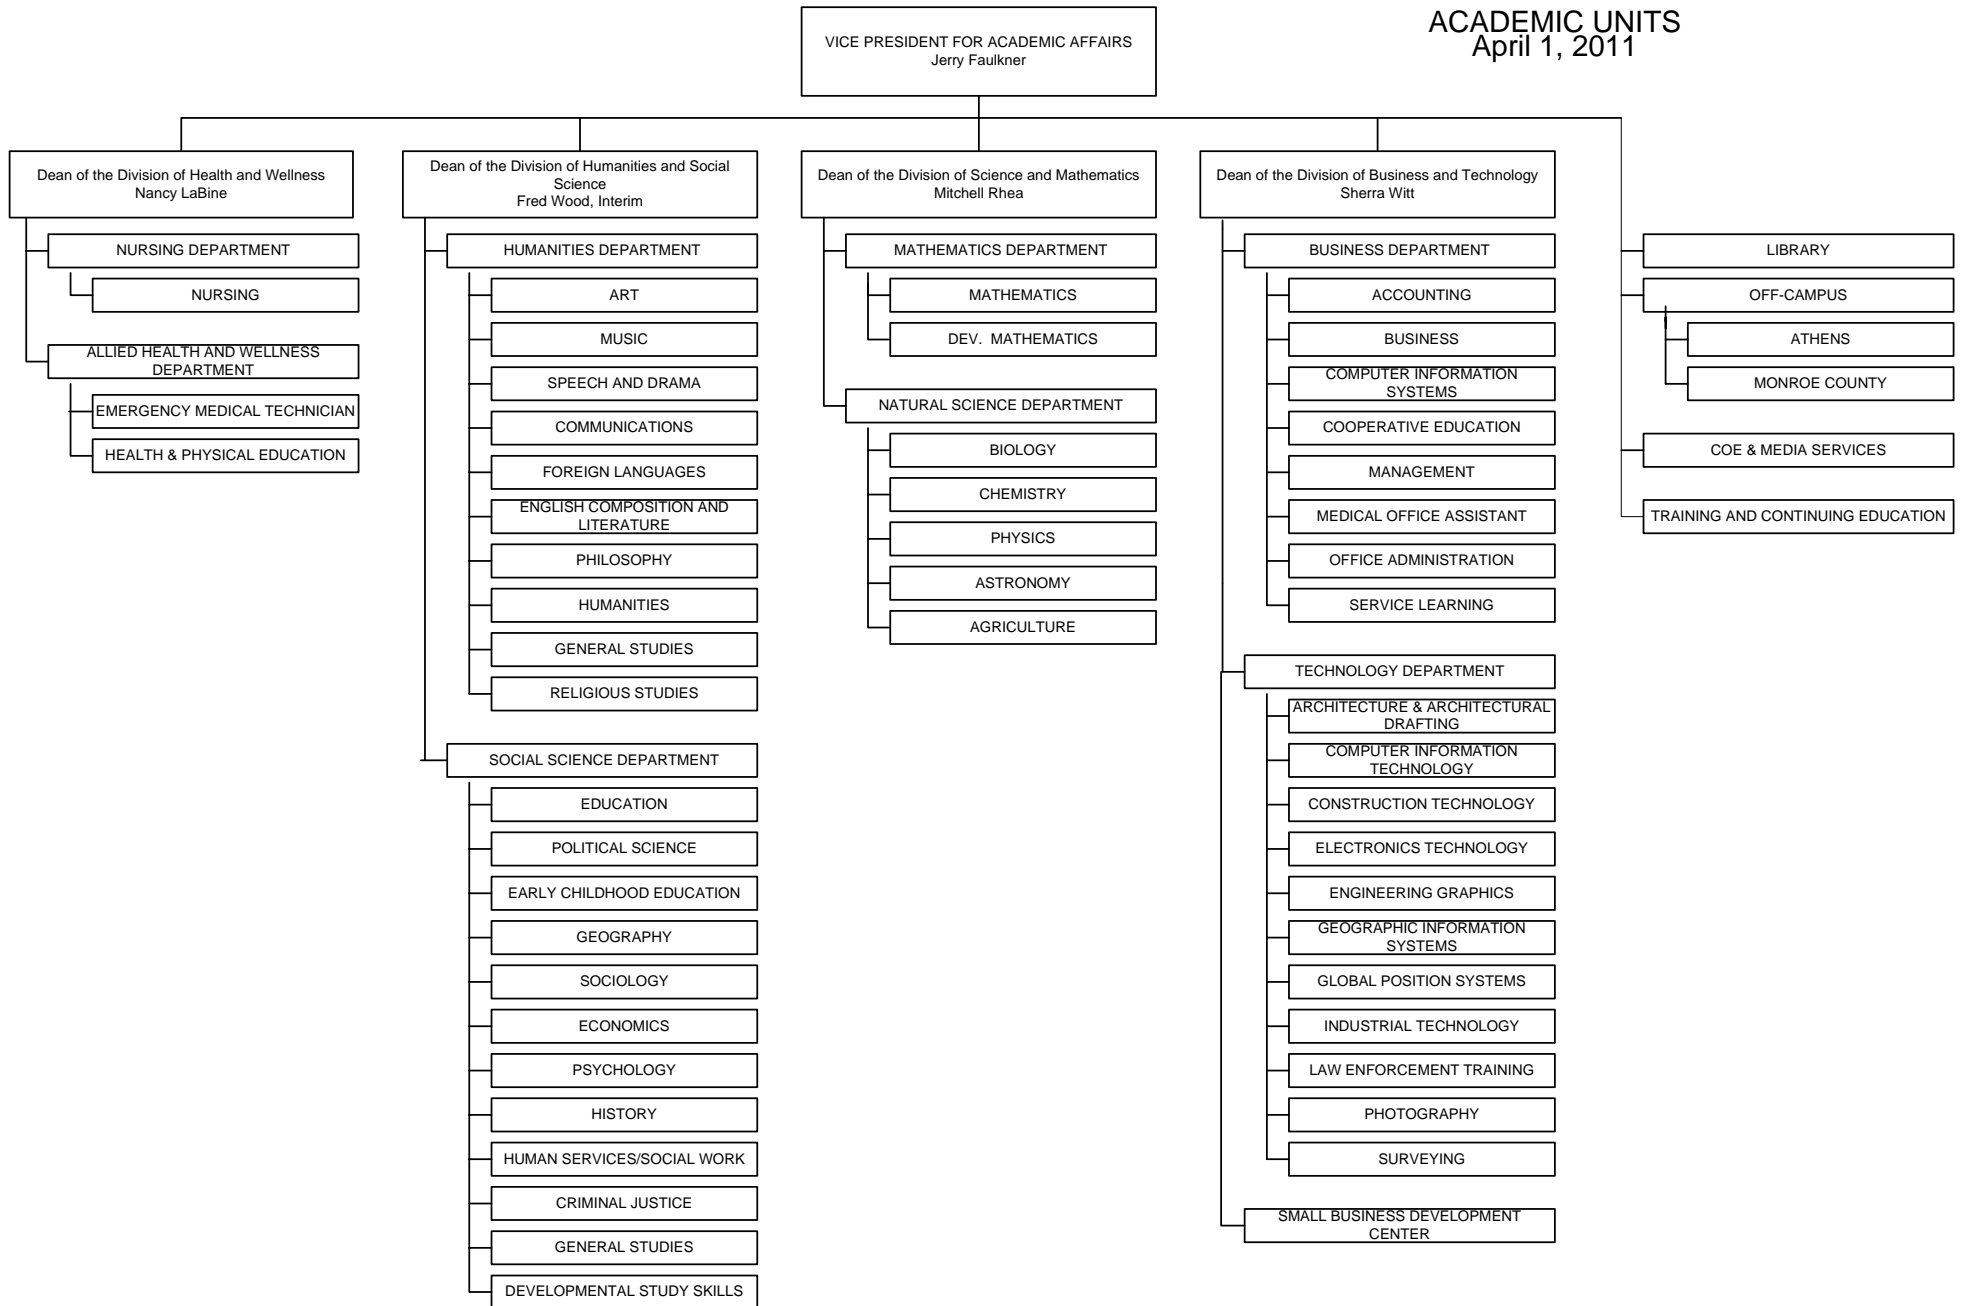 ACADEMIC UNITS
April 1, 2011
VICE PRESIDENT FOR ACADEMIC AFFAIRS
Jerry Faulkner
Dean of the Division of Health and Wellness
Nancy LaBine
NURSING DEPARTMENT
NURSING
ALLIED HEALTH AND WELLNESS
DEPARTMENT
EMERGENCY MEDICAL TECHNICIAN
HEALTH & PHYSICAL EDUCATION
Dean of the Division of Humanities and Social
Science
Fred Wood, Interim
HUMANITIES DEPARTMENT
ART
MUSIC
SPEECH AND DRAMA
COMMUNICATIONS
FOREIGN LANGUAGES
ENGLISH COMPOSITION AND
LITERATURE
PHILOSOPHY
HUMANITIES
GENERAL STUDIES
RELIGIOUS STUDIES
SOCIAL SCIENCE DEPARTMENT
EDUCATION
POLITICAL SCIENCE
EARLY CHILDHOOD EDUCATION
GEOGRAPHY
SOCIOLOGY
ECONOMICS
PSYCHOLOGY
HISTORY
HUMAN SERVICES/SOCIAL WORK
CRIMINAL JUSTICE
GENERAL STUDIES
DEVELOPMENTAL STUDY SKILLS
Dean of the Division of Science and Mathematics
Mitchell Rhea
MATHEMATICS DEPARTMENT
MATHEMATICS
DEV. MATHEMATICS
NATURAL SCIENCE DEPARTMENT
BIOLOGY
CHEMISTRY
PHYSICS
ASTRONOMY
AGRICULTURE
Dean of the Division of Business and Technology
Sherra Witt
BUSINESS DEPARTMENT
ACCOUNTING
BUSINESS
COMPUTER INFORMATION
SYSTEMS
COOPERATIVE EDUCATION
MANAGEMENT
MEDICAL OFFICE ASSISTANT
OFFICE ADMINISTRATION
SERVICE LEARNING
TECHNOLOGY DEPARTMENT
ARCHITECTURE & ARCHITECTURAL
DRAFTING
COMPUTER INFORMATION
TECHNOLOGY
CONSTRUCTION TECHNOLOGY
ELECTRONICS TECHNOLOGY
ENGINEERING GRAPHICS
GEOGRAPHIC INFORMATION
SYSTEMS
GLOBAL POSITION SYSTEMS
INDUSTRIAL TECHNOLOGY
LAW ENFORCEMENT TRAINING
PHOTOGRAPHY
SURVEYING
SMALL BUSINESS DEVELOPMENT
CENTER
LIBRARY
OFF-CAMPUS
ATHENS
MONROE COUNTY
COE & MEDIA SERVICES
TRAINING AND CONTINUING EDUCATION